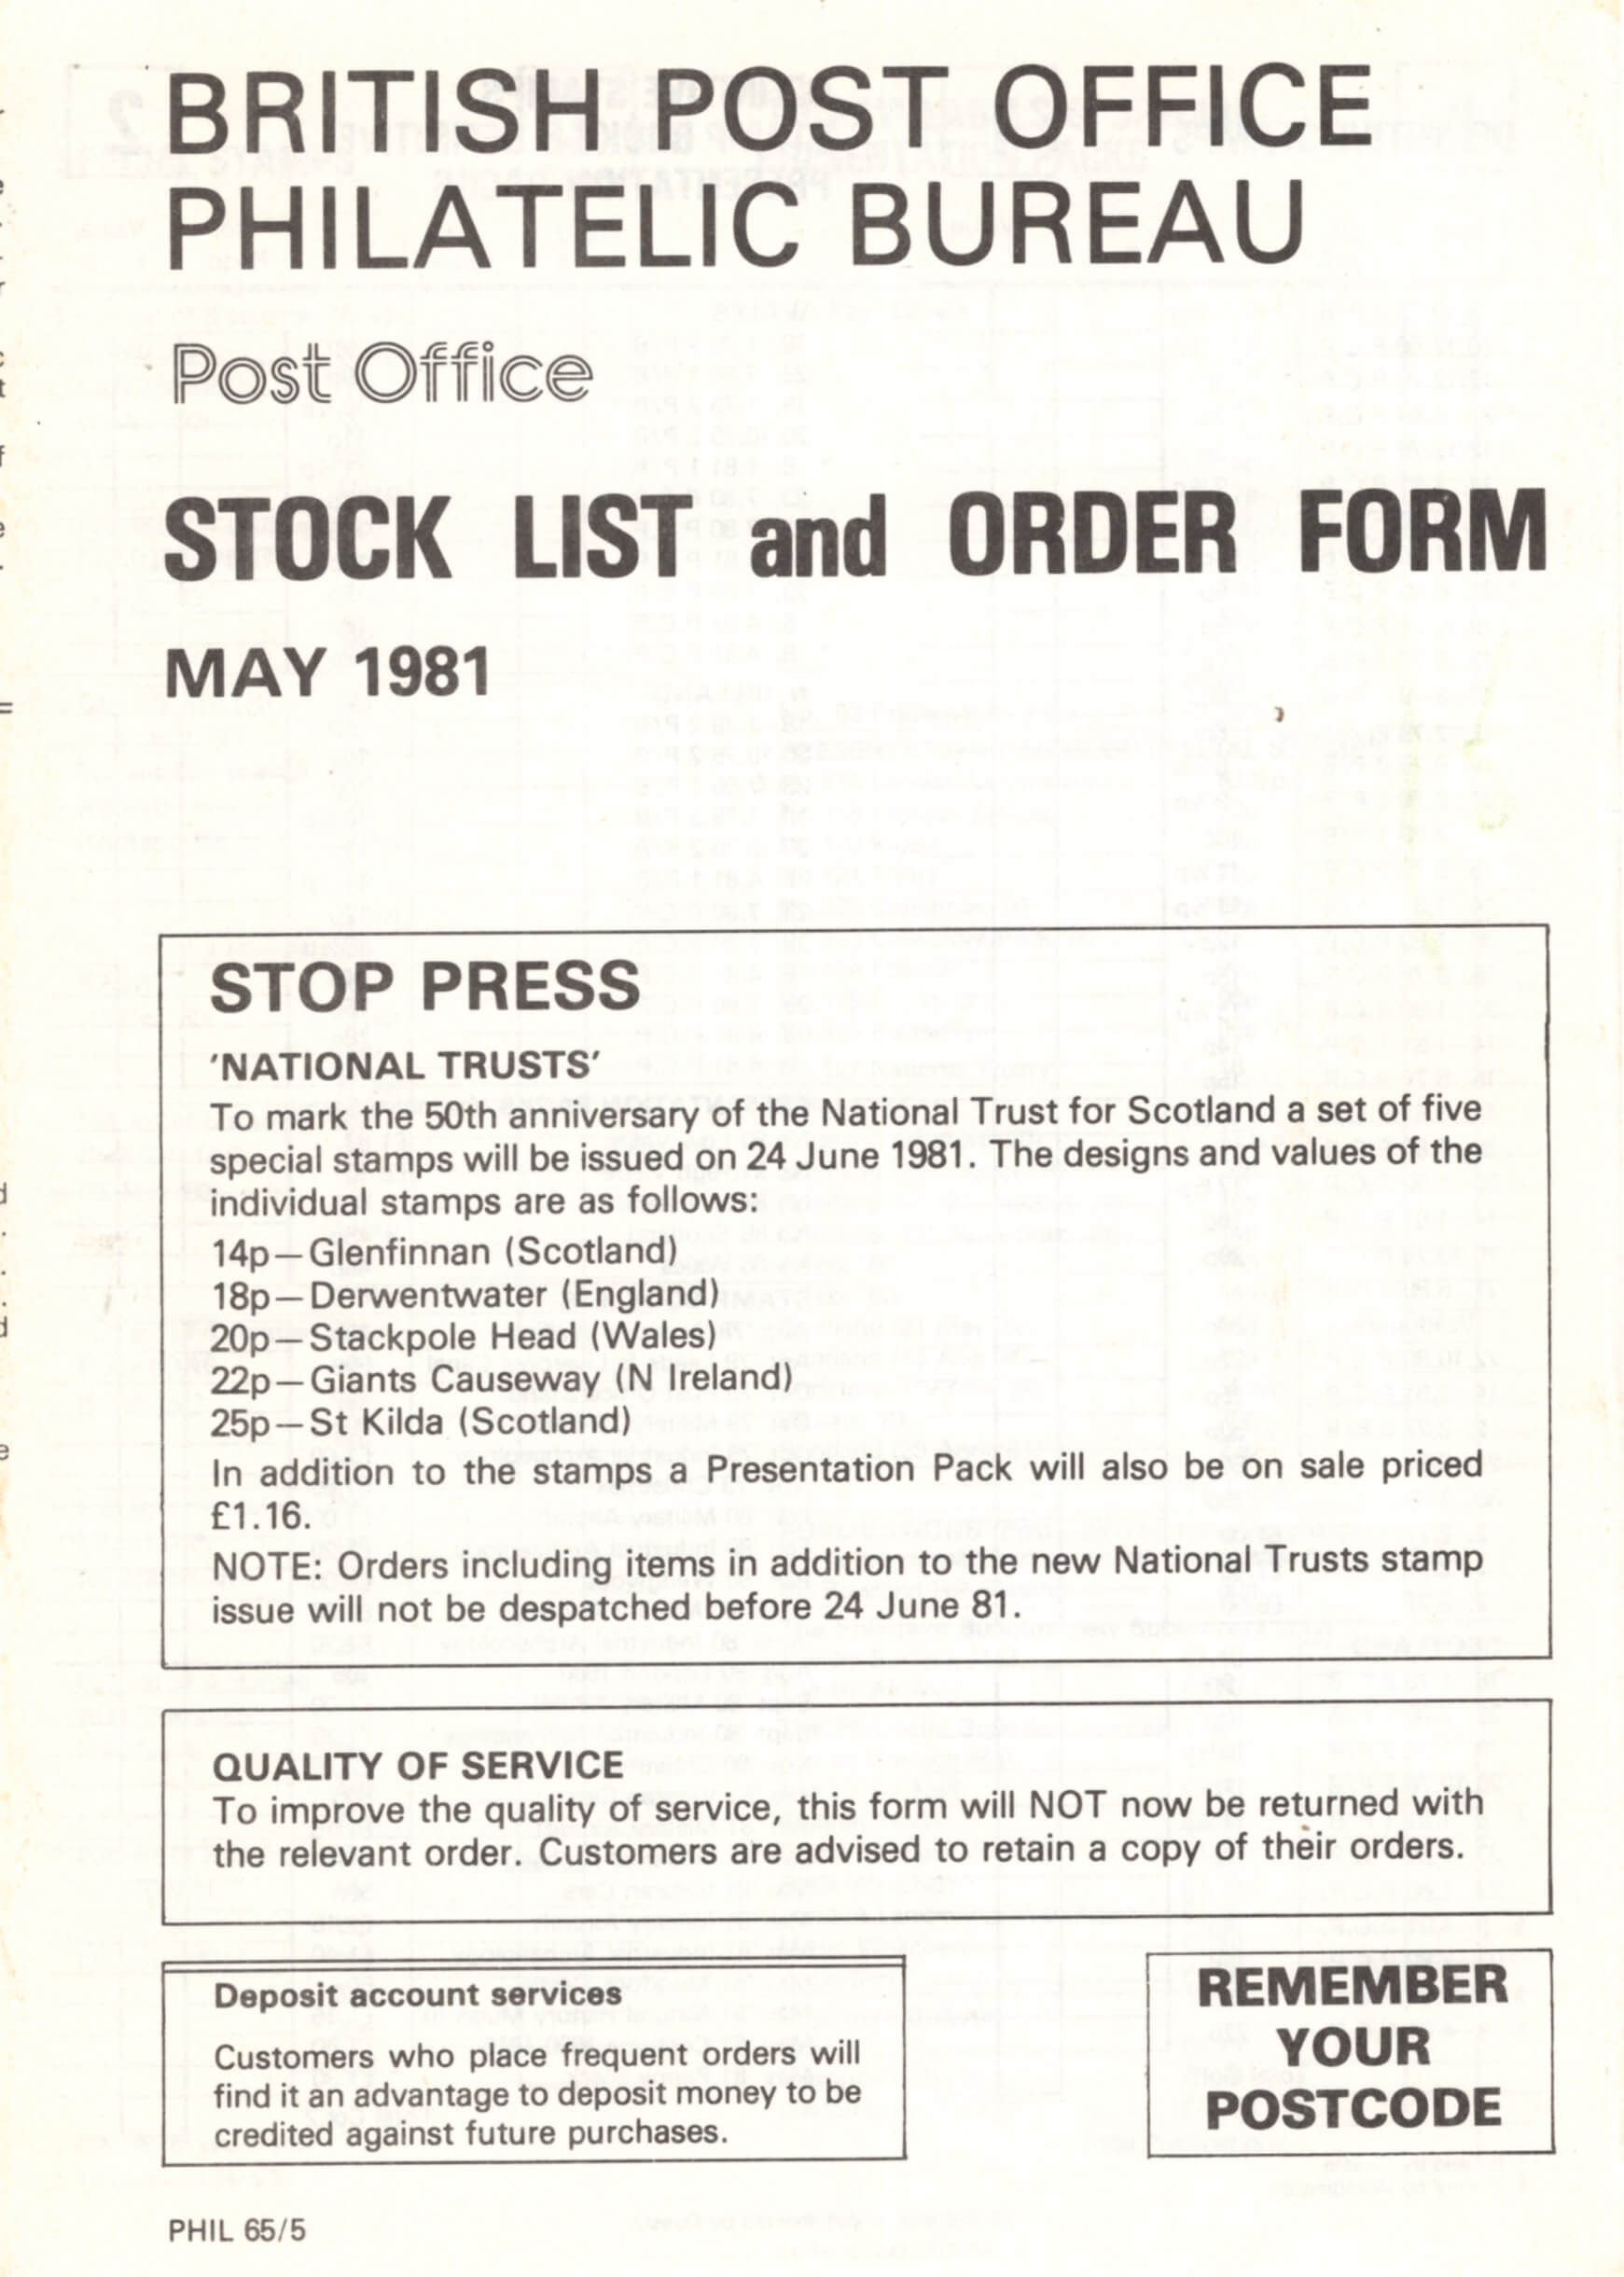 BRITISH POST OFFICE
PHILATELIC BUREAU
Post Office
STOCK LIST and ORDER FORM
MAY 1981
STOP PRESS
'NATIONAL TRUSTS'
To mark the 50th anniversary of the National Trust for Scotland a set of five
special stamps will be issued on 24 June 1981. The designs and values of the
individual stamps are as follows:
14p—Glenfinnan (Scotland)
18p—Derwentwater (England)
20p—Stackpole Head (Wales)
22p—Giants Causeway (N Ireland)
25p—St Kilda (Scotland)
In addition to the stamps a Presentation Pack will also be on sale priced
£1.16.
NOTE: Orders including items in addition to the new National Trusts stamp
issue will not be despatched before 24 June 81.
QUALITY OF SERVICE
To improve the quality of service, this form will NOT now be returned with
the relevant order. Customers are advised to retain a copy of their orders.
Deposit account services
Customers who place frequent orders will
find it an advantage to deposit money to be
credited against future purchases.
REMEMBER
YOUR
POSTCODE
PHIL 65/5